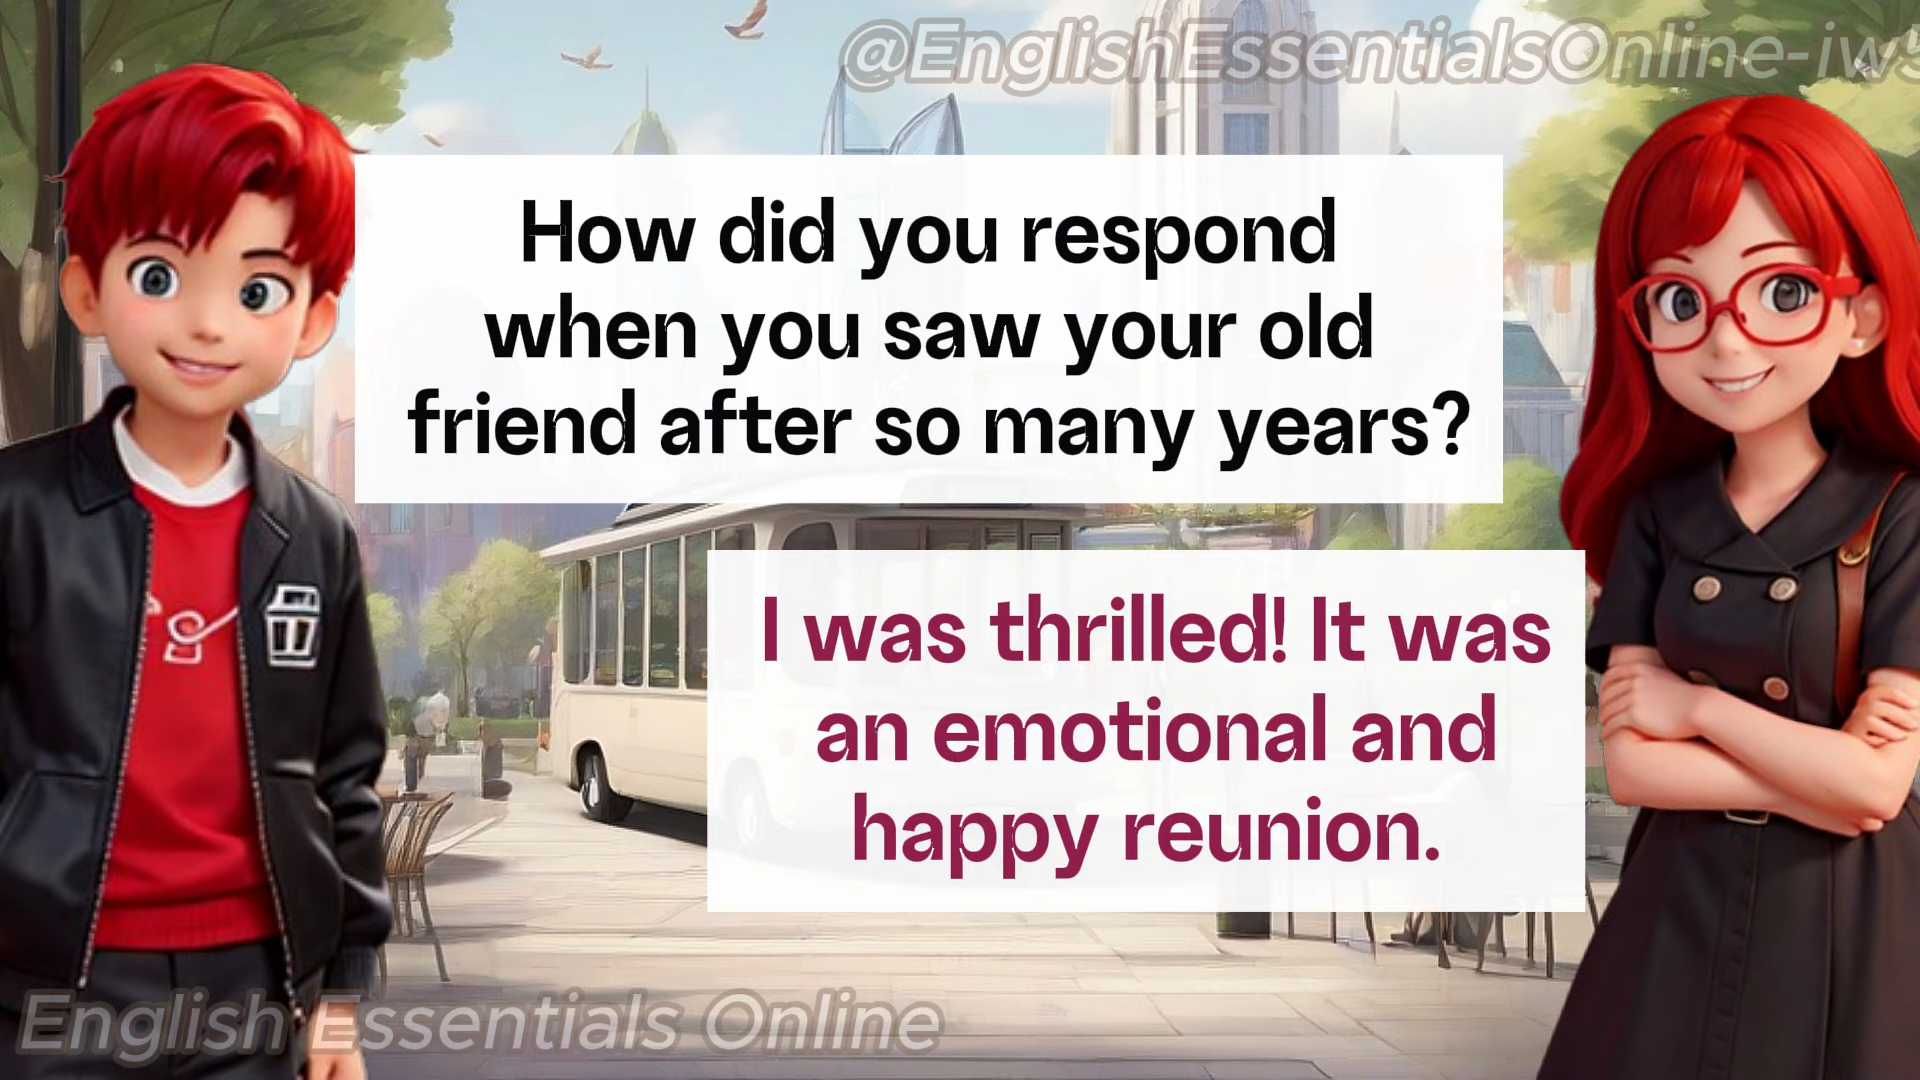 @EnglishEssentialsOnline-iw5
How did you respond
when you saw your old
friend after so many years?
I was thrilled! It was
an emotional and
happy reunion.
English Essentials Online